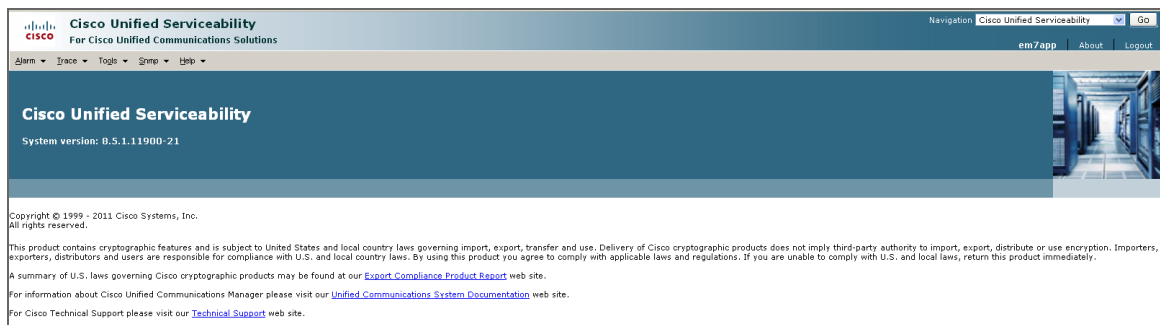 Cisco Unified Serviceability
Navigation Cisco Unified Serviceability Go
CISCO
For Cisco Unified Communications Solutions
em7app About Logout
Alarm Trace Tools Snmp Help
Cisco Unified Serviceability
System version: 8.5.1.11900-21
Copyright © 1999 - 2011 Cisco Systems, Inc.
All rights reserved.
This product contains cryptographic features and is subject to United States and local country laws governing import, export, transfer and use. Delivery of Cisco cryptographic products does not imply third-party authority to import, export, distribute or use encryption. Importers,
exporters, distributors and users are responsible for compliance with U.S. and local country laws. By using this product you agree to comply with applicable laws and regulations. If you are unable to comply with U.S. and local laws, return this product immediately.
A summary of U.S. laws governing Cisco cryptographic products may be found at our Export Compliance Product Report web site.
For information about Cisco Unified Communications Manager please visit our Unified Communications System Documentation web site.
For Cisco Technical Support please visit our Technical Support web site.